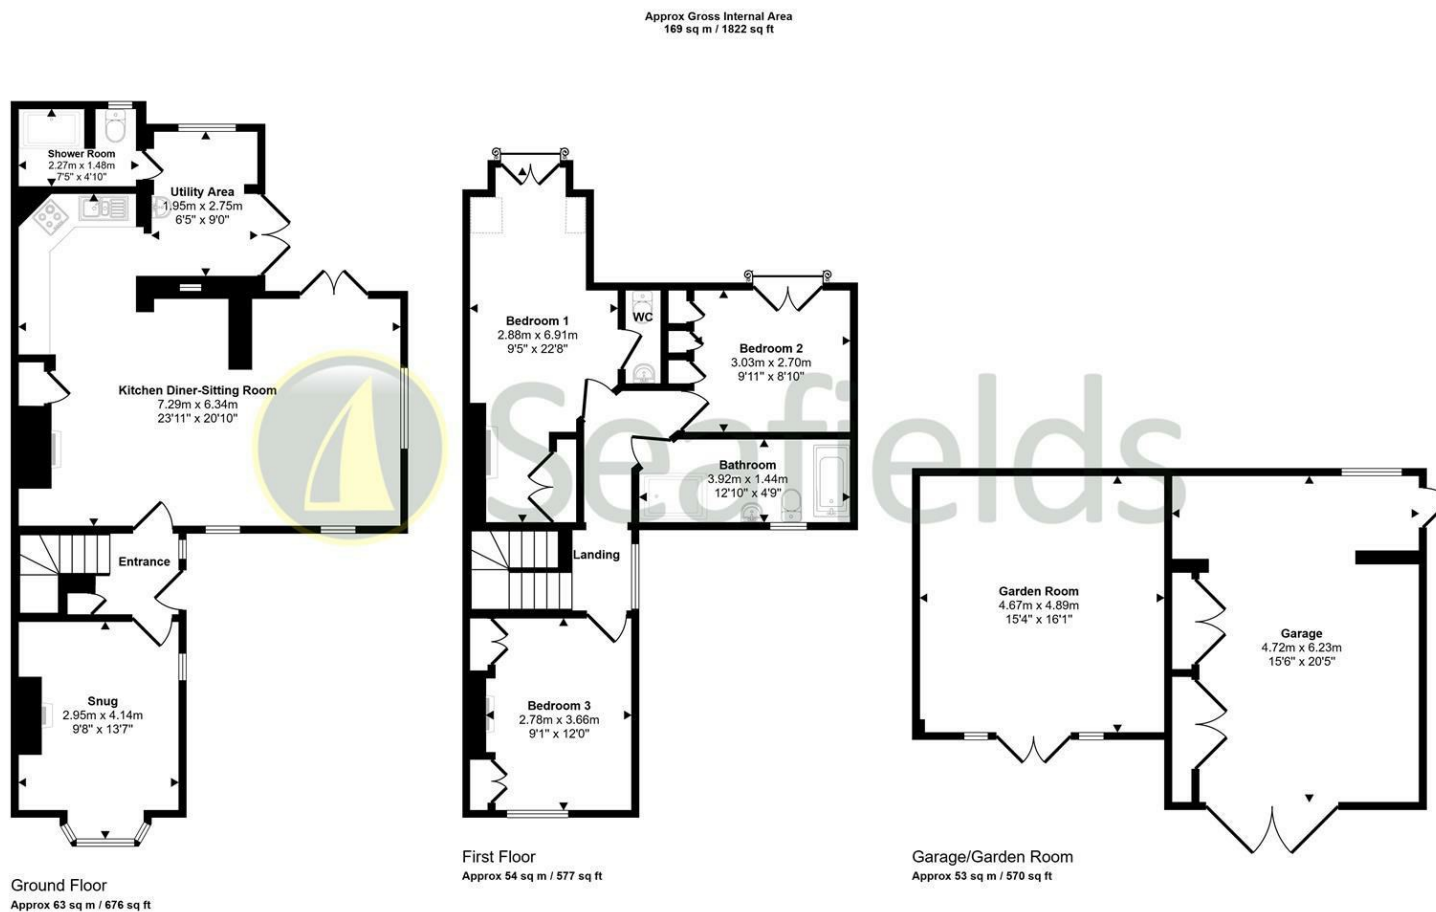 Approx Gross Internal Area
169 sq m / 1822 sq ft
Shower Room
2.27m x 1.48m
7'5" x 4'10"
Utility Area
1.95m x 2.75m
6'5" x 9'0"
Kitchen Diner-Sitting Room
7.29m x 6.34m
23'11" x 20'10"
Entrance
Snug
2.95m x 4.14m
9'8" x 13'7"
Ground Floor
Approx 63 sq m / 676 sq ft
Bedroom 1
2.88m x 6.91m
9'5" x 22'8"
WC
Bedroom 2
3.03m x 2.70m
9'11" x 8'10"
Bathroom
3.92m x 1.44m
12'10" x 4'9"
Landing
Bedroom 3
2.78m x 3.66m
9'1" x 12'0"
First Floor
Approx 54 sq m / 577 sq ft
Garden Room
4.67m x 4.89m
15'4" x 16'1"
Garage
4.72m x 6.23m
15'6" x 20'5"
Garage/Garden Room
Approx 53 sq m / 570 sq ft
Seafields